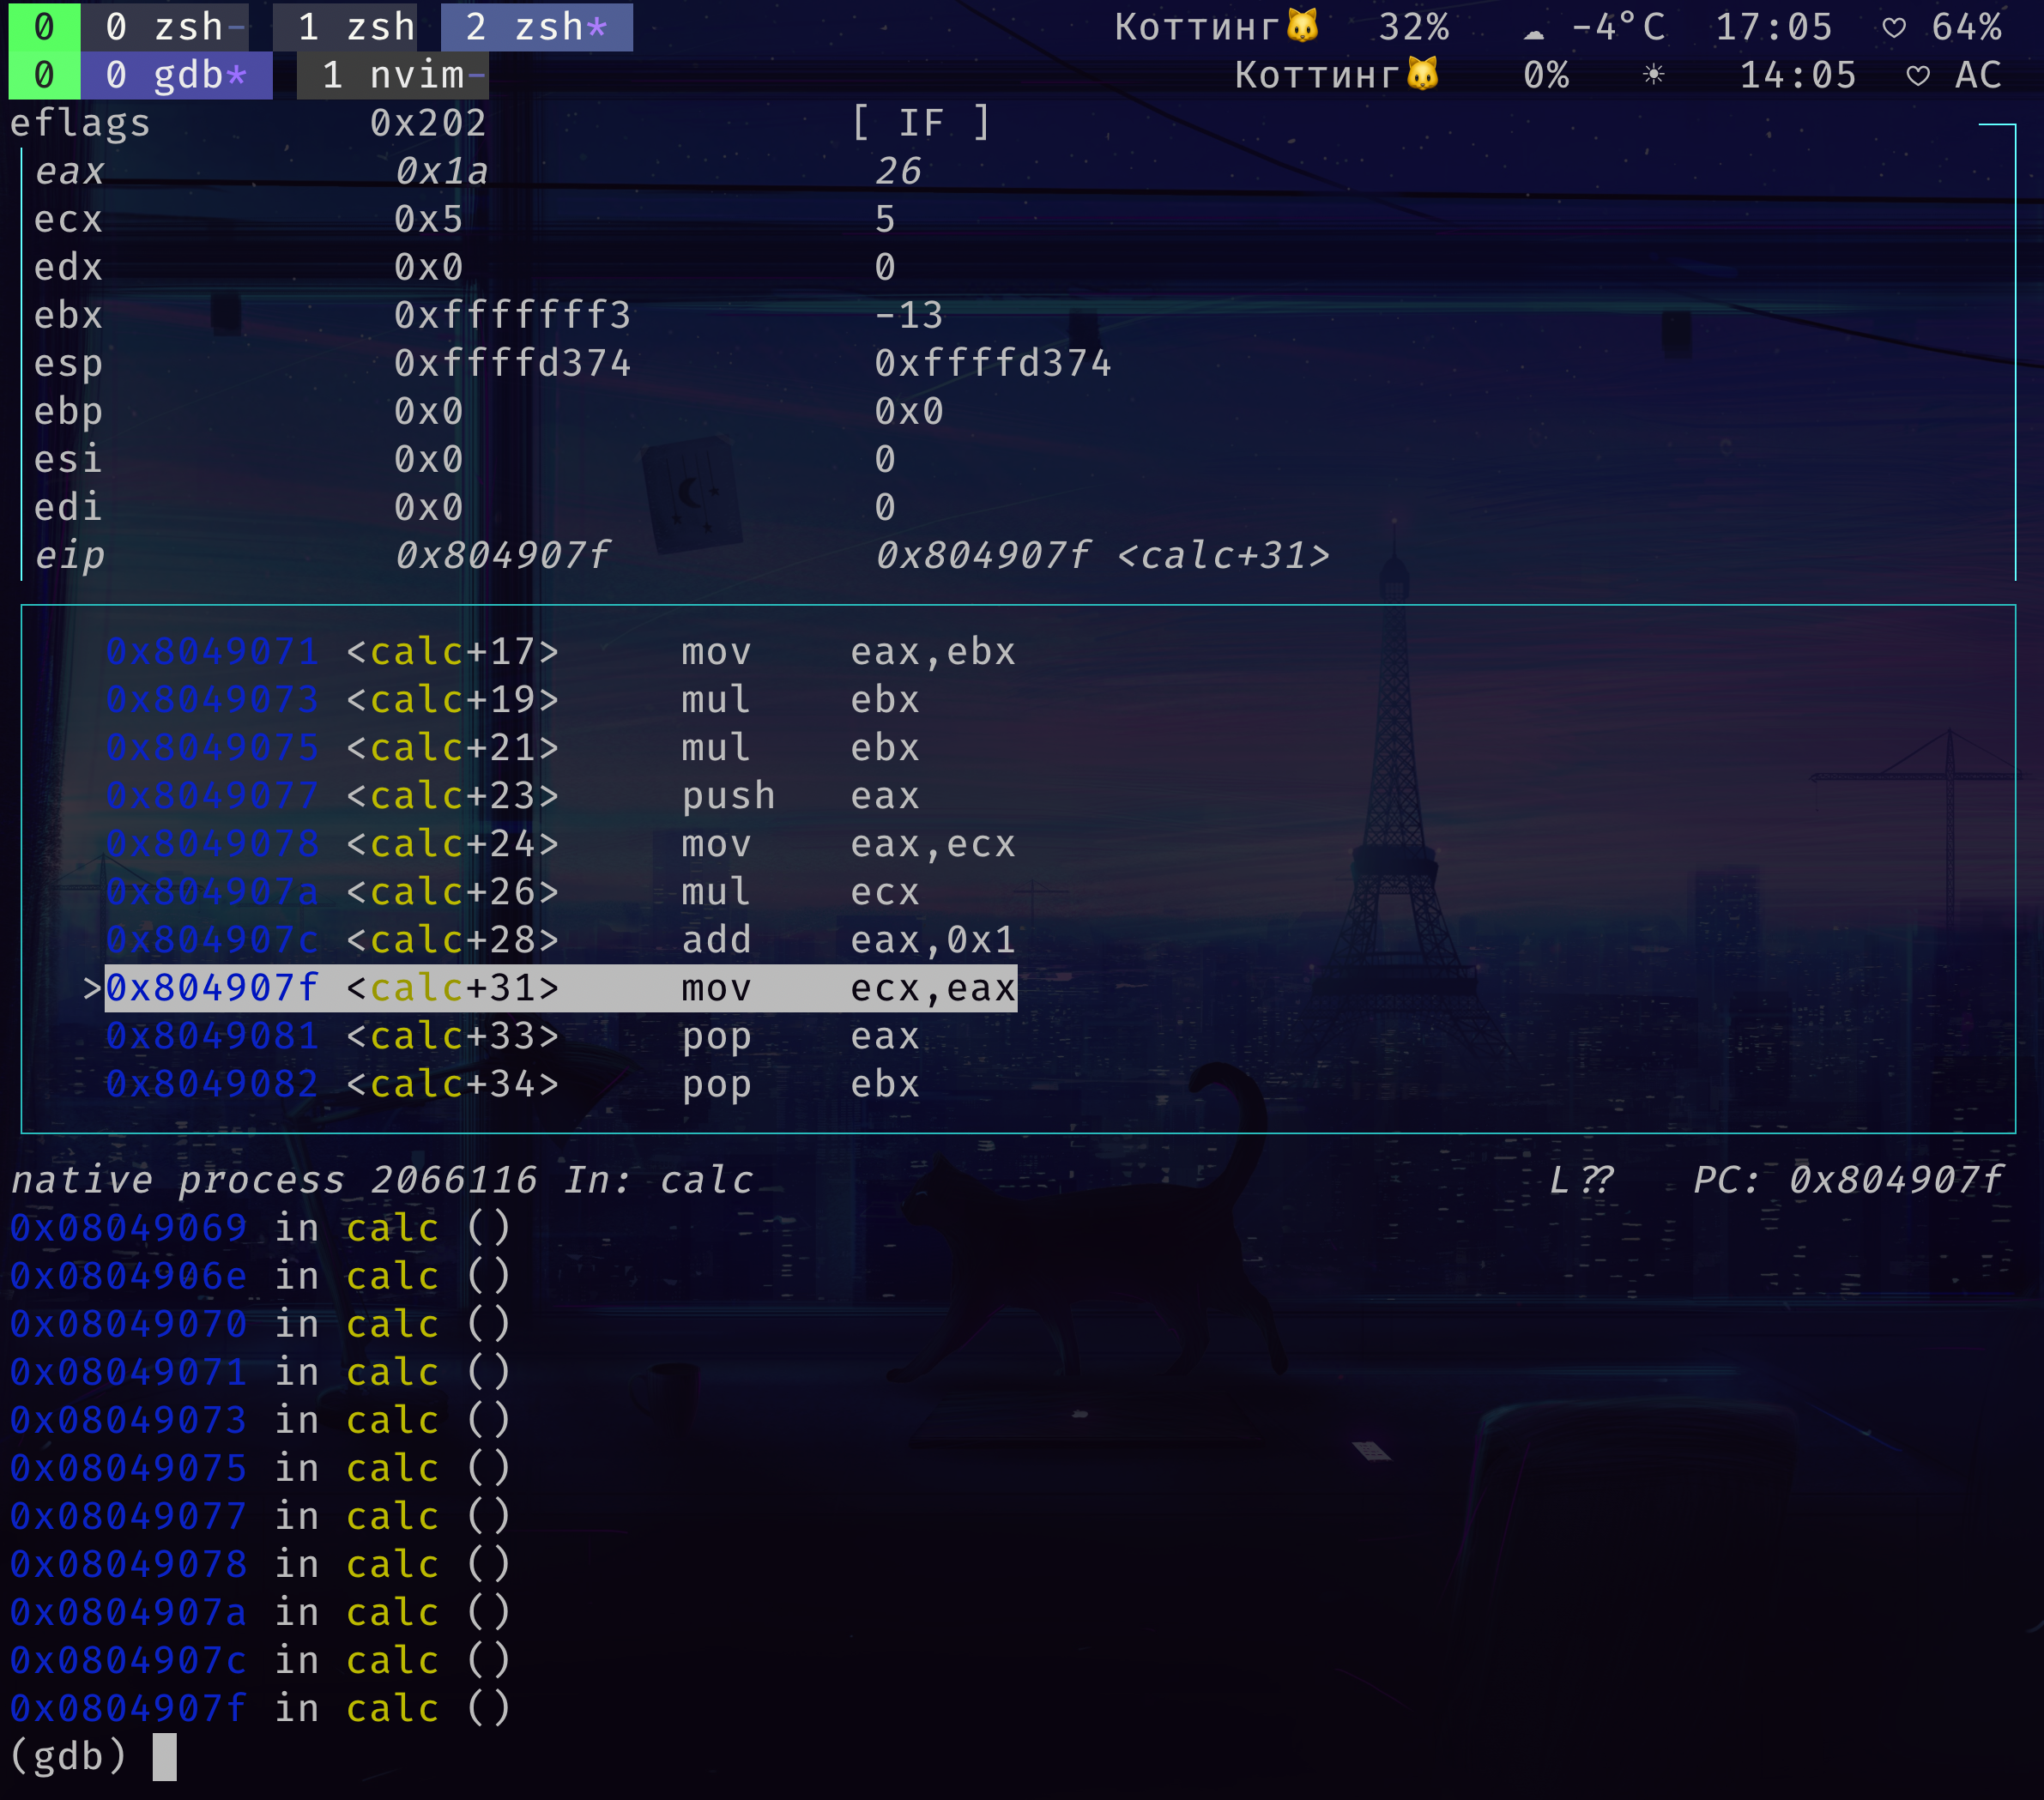 0 0 zsh- 1 zsh 2 zsh* Коттинг🐱 32% ☁ -4°C 17:05 ♡ 64%
0 0 gdb* 1 nvim- Коттинг🐱 0% ☀ 14:05 ♡ AC
eflags 0x202 [ IF ]
eax 0x1a 26
ecx 0x5 5
edx 0x0 0
ebx 0xfffffff3 -13
esp 0xffffd374 0xffffd374
ebp 0x0 0x0
esi 0x0 0
edi 0x0 0
eip 0x804907f 0x804907f <calc+31>
0x8049071 <calc+17> mov eax,ebx
0x8049073 <calc+19> mul ebx
0x8049075 <calc+21> mul ebx
0x8049077 <calc+23> push eax
0x8049078 <calc+24> mov eax,ecx
0x804907a <calc+26> mul ecx
0x804907c <calc+28> add eax,0x1
>0x804907f <calc+31> mov ecx,eax
0x8049081 <calc+33> pop eax
0x8049082 <calc+34> pop ebx
native process 2066116 In: calc L?? PC: 0x804907f
0x08049069 in calc ()
0x0804906e in calc ()
0x08049070 in calc ()
0x08049071 in calc ()
0x08049073 in calc ()
0x08049075 in calc ()
0x08049077 in calc ()
0x08049078 in calc ()
0x0804907a in calc ()
0x0804907c in calc ()
0x0804907f in calc ()
(gdb)